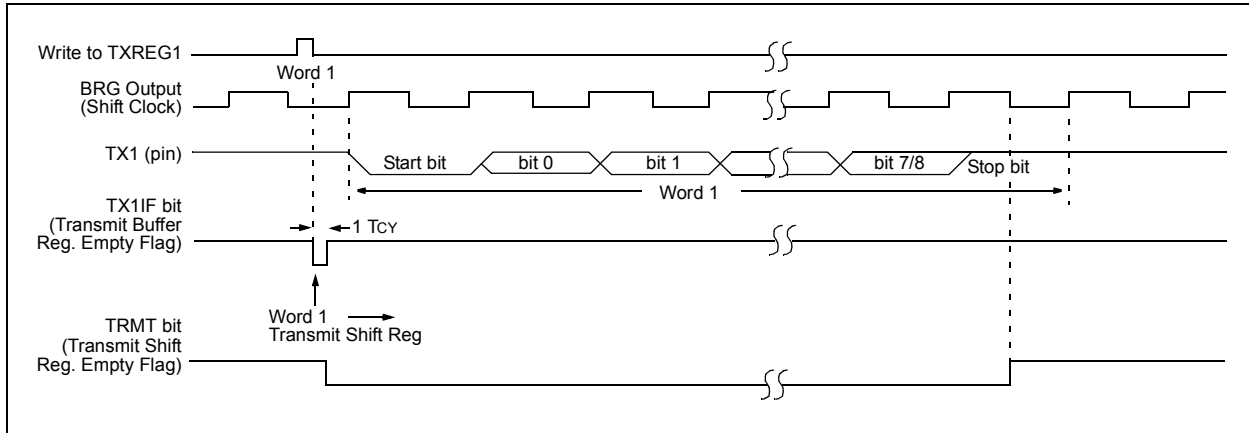 Write to TXREG1
Word 1
BRG Output
(Shift Clock)
TX1 (pin)
Start bit
bit 0
bit 1
bit 7/8
Stop bit
Word 1
TX1IF bit
(Transmit Buffer
Reg. Empty Flag)
1 TCY
Word 1
Transmit Shift Reg
TRMT bit
(Transmit Shift
Reg. Empty Flag)